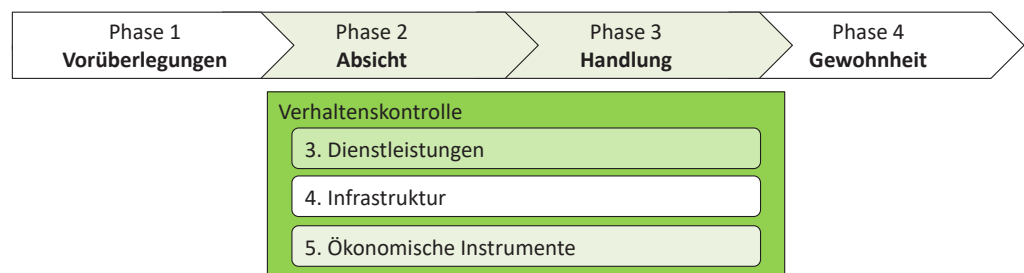 Phase 1
Vorüberlegungen
Phase 2
Absicht
Phase 3
Handlung
Phase 4
Gewohnheit
Verhaltenskontrolle
3. Dienstleistungen
4. Infrastruktur
5. Ökonomische Instrumente